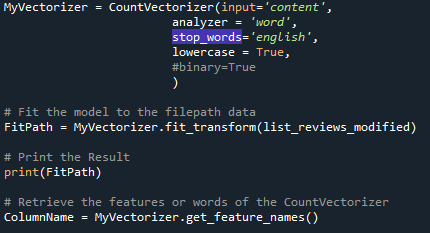 MyVectorizer = CountVectorizer(input='content',
analyzer = 'word',
stop_words='english',
lowercase = True,
#binary=True
)
# Fit the model to the filepath data
FitPath = MyVectorizer.fit_transform(list_reviews_modified)
# Print the Result
print(FitPath)
# Retrieve the features or words of the CountVectorizer
ColumnName = MyVectorizer.get_feature_names()